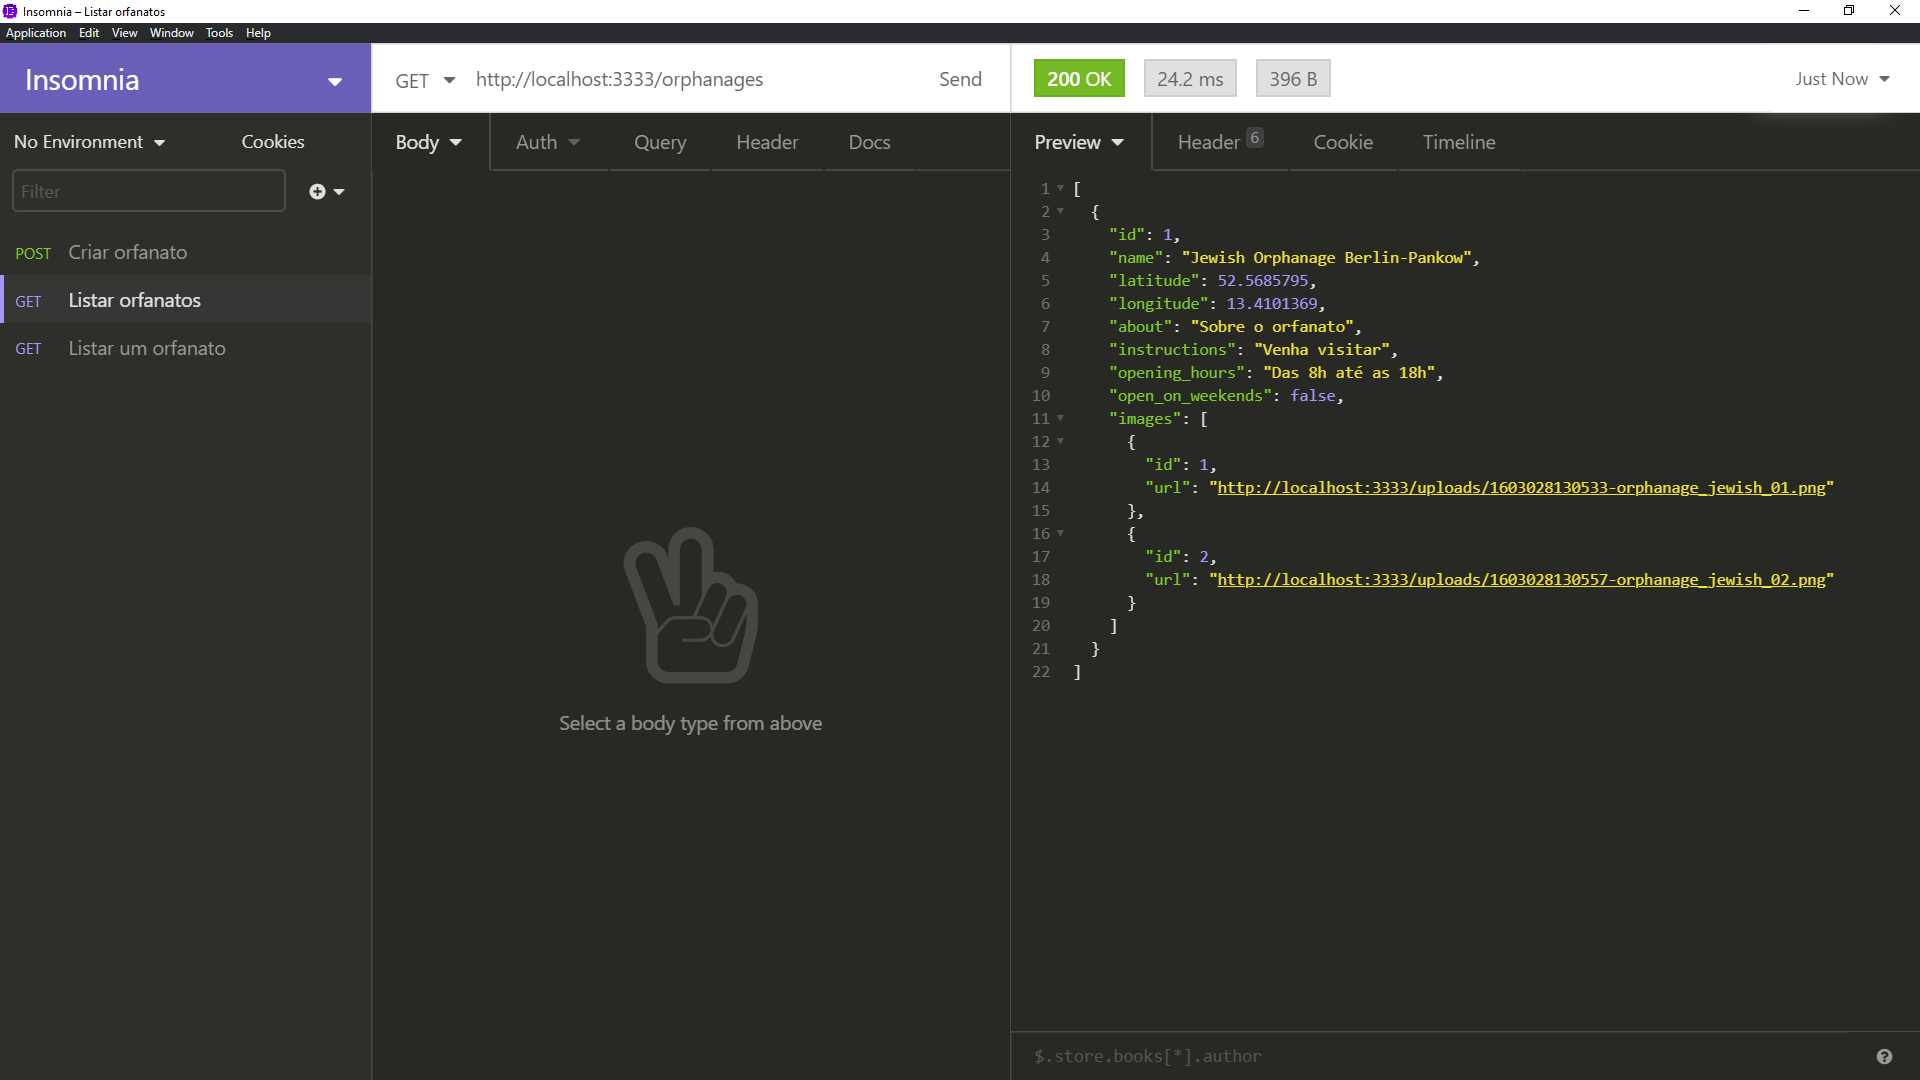 Insomnia – Listar orfanatos
Application Edit View Window Tools Help
Insomnia
GET http://localhost:3333/orphanages Send
200 OK 24.2 ms 396 B Just Now
No Environment Cookies
Filter
POST Criar orfanato
GET Listar orfanatos
GET Listar um orfanato
Body Auth Query Header Docs
Select a body type from above
Preview Header 6 Cookie Timeline
1 [
2 {
3 "id": 1,
4 "name": "Jewish Orphanage Berlin-Pankow",
5 "latitude": 52.5685795,
6 "longitude": 13.4101369,
7 "about": "Sobre o orfanato",
8 "instructions": "Venha visitar",
9 "opening_hours": "Das 8h até as 18h",
10 "open_on_weekends": false,
11 "images": [
12 {
13 "id": 1,
14 "url": "http://localhost:3333/uploads/1603028130533-orphanage_jewish_01.png"
15 },
16 {
17 "id": 2,
18 "url": "http://localhost:3333/uploads/1603028130557-orphanage_jewish_02.png"
19 }
20 ]
21 }
22 ]
$.store.books[*].author